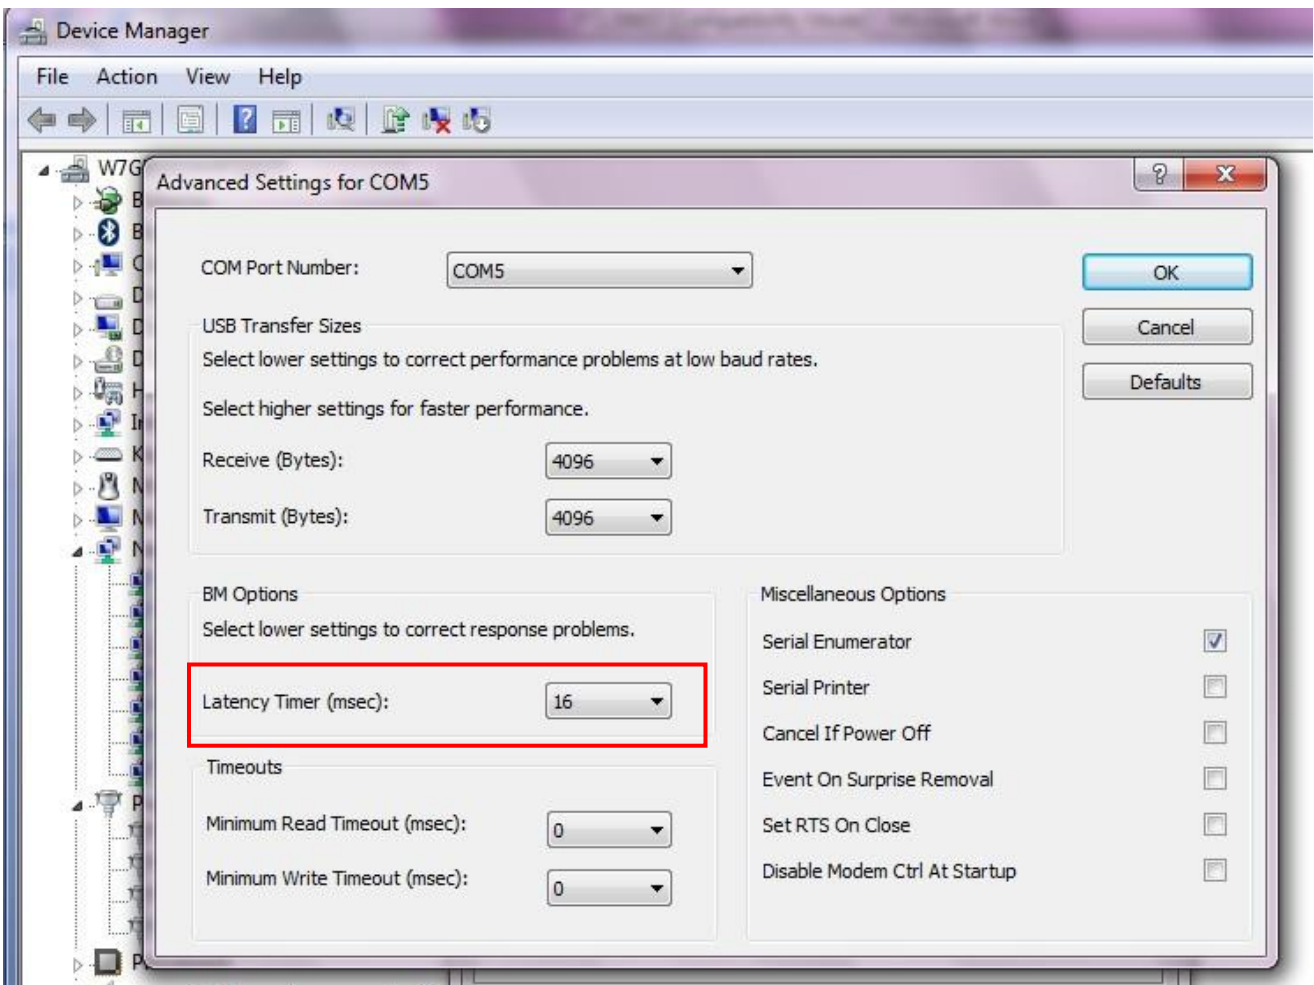 Device Manager
File Action View Help
W7G
Advanced Settings for COM5
COM Port Number: COM5
OK
USB Transfer Sizes
Cancel
Select lower settings to correct performance problems at low baud rates.
Defaults
Select higher settings for faster performance.
Receive (Bytes): 4096
Transmit (Bytes): 4096
BM Options
Select lower settings to correct response problems.
Latency Timer (msec): 16
Timeouts
Minimum Read Timeout (msec): 0
Minimum Write Timeout (msec): 0
Miscellaneous Options
Serial Enumerator
Serial Printer
Cancel If Power Off
Event On Surprise Removal
Set RTS On Close
Disable Modem Ctrl At Startup